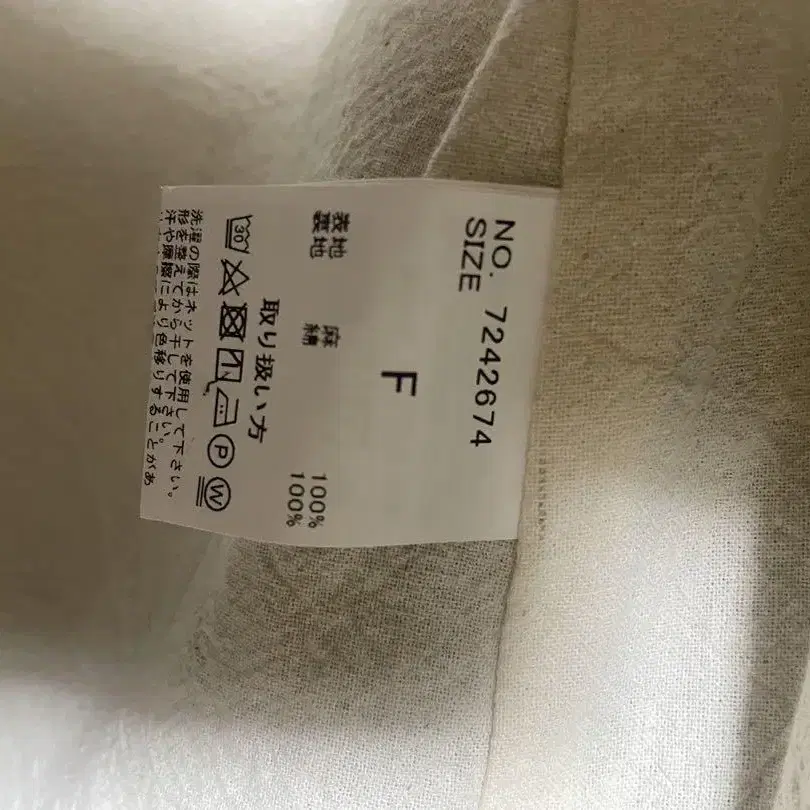 NO. 7242674
SIZE
F
表地 麻 100%
裏地 綿 100%
取り扱い方
30 P W
洗濯の際はネットを使用して下さい。
形を整えてから干して下さい。
汗や摩擦により色移りすることがあ